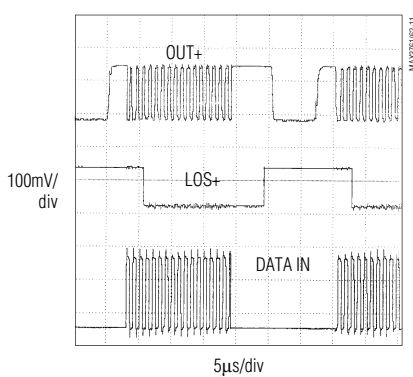 OUT+
100mV/
div
LOS+
DATA IN
5µs/div